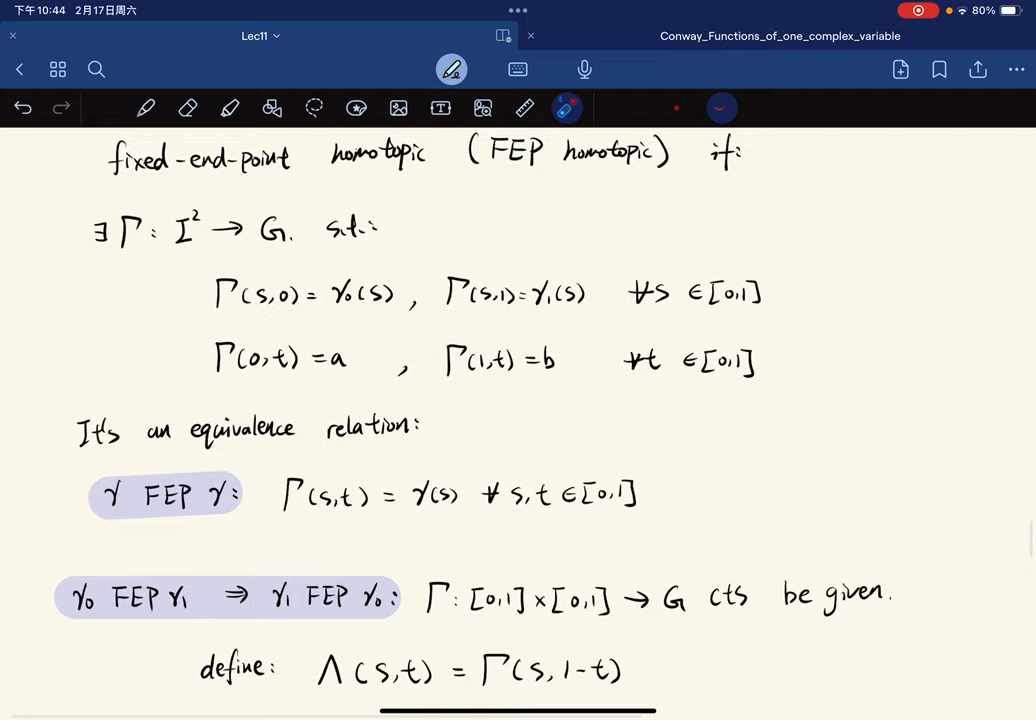 下午10:44 2月17日周六
80%
Lec11
Conway_Functions_of_one_complex_variable
fixed-end-point homotopic (FEP homotopic) if:
∃ Γ: I² → G. s.t.:
Γ(s,0) = γ₀(s), Γ(s,1) = γ₁(s) ∀s ∈ [0,1]
Γ(0,t) = a, Γ(1,t) = b ∀t ∈ [0,1]
It's an equivalence relation:
γ FEP γ: Γ(s,t) = γ(s) ∀ s,t ∈ [0,1]
γ₀ FEP γ₁ ⇒ γ₁ FEP γ₀: Γ: [0,1] × [0,1] → G cts be given.
define: Λ(s,t) = Γ(s,1-t)